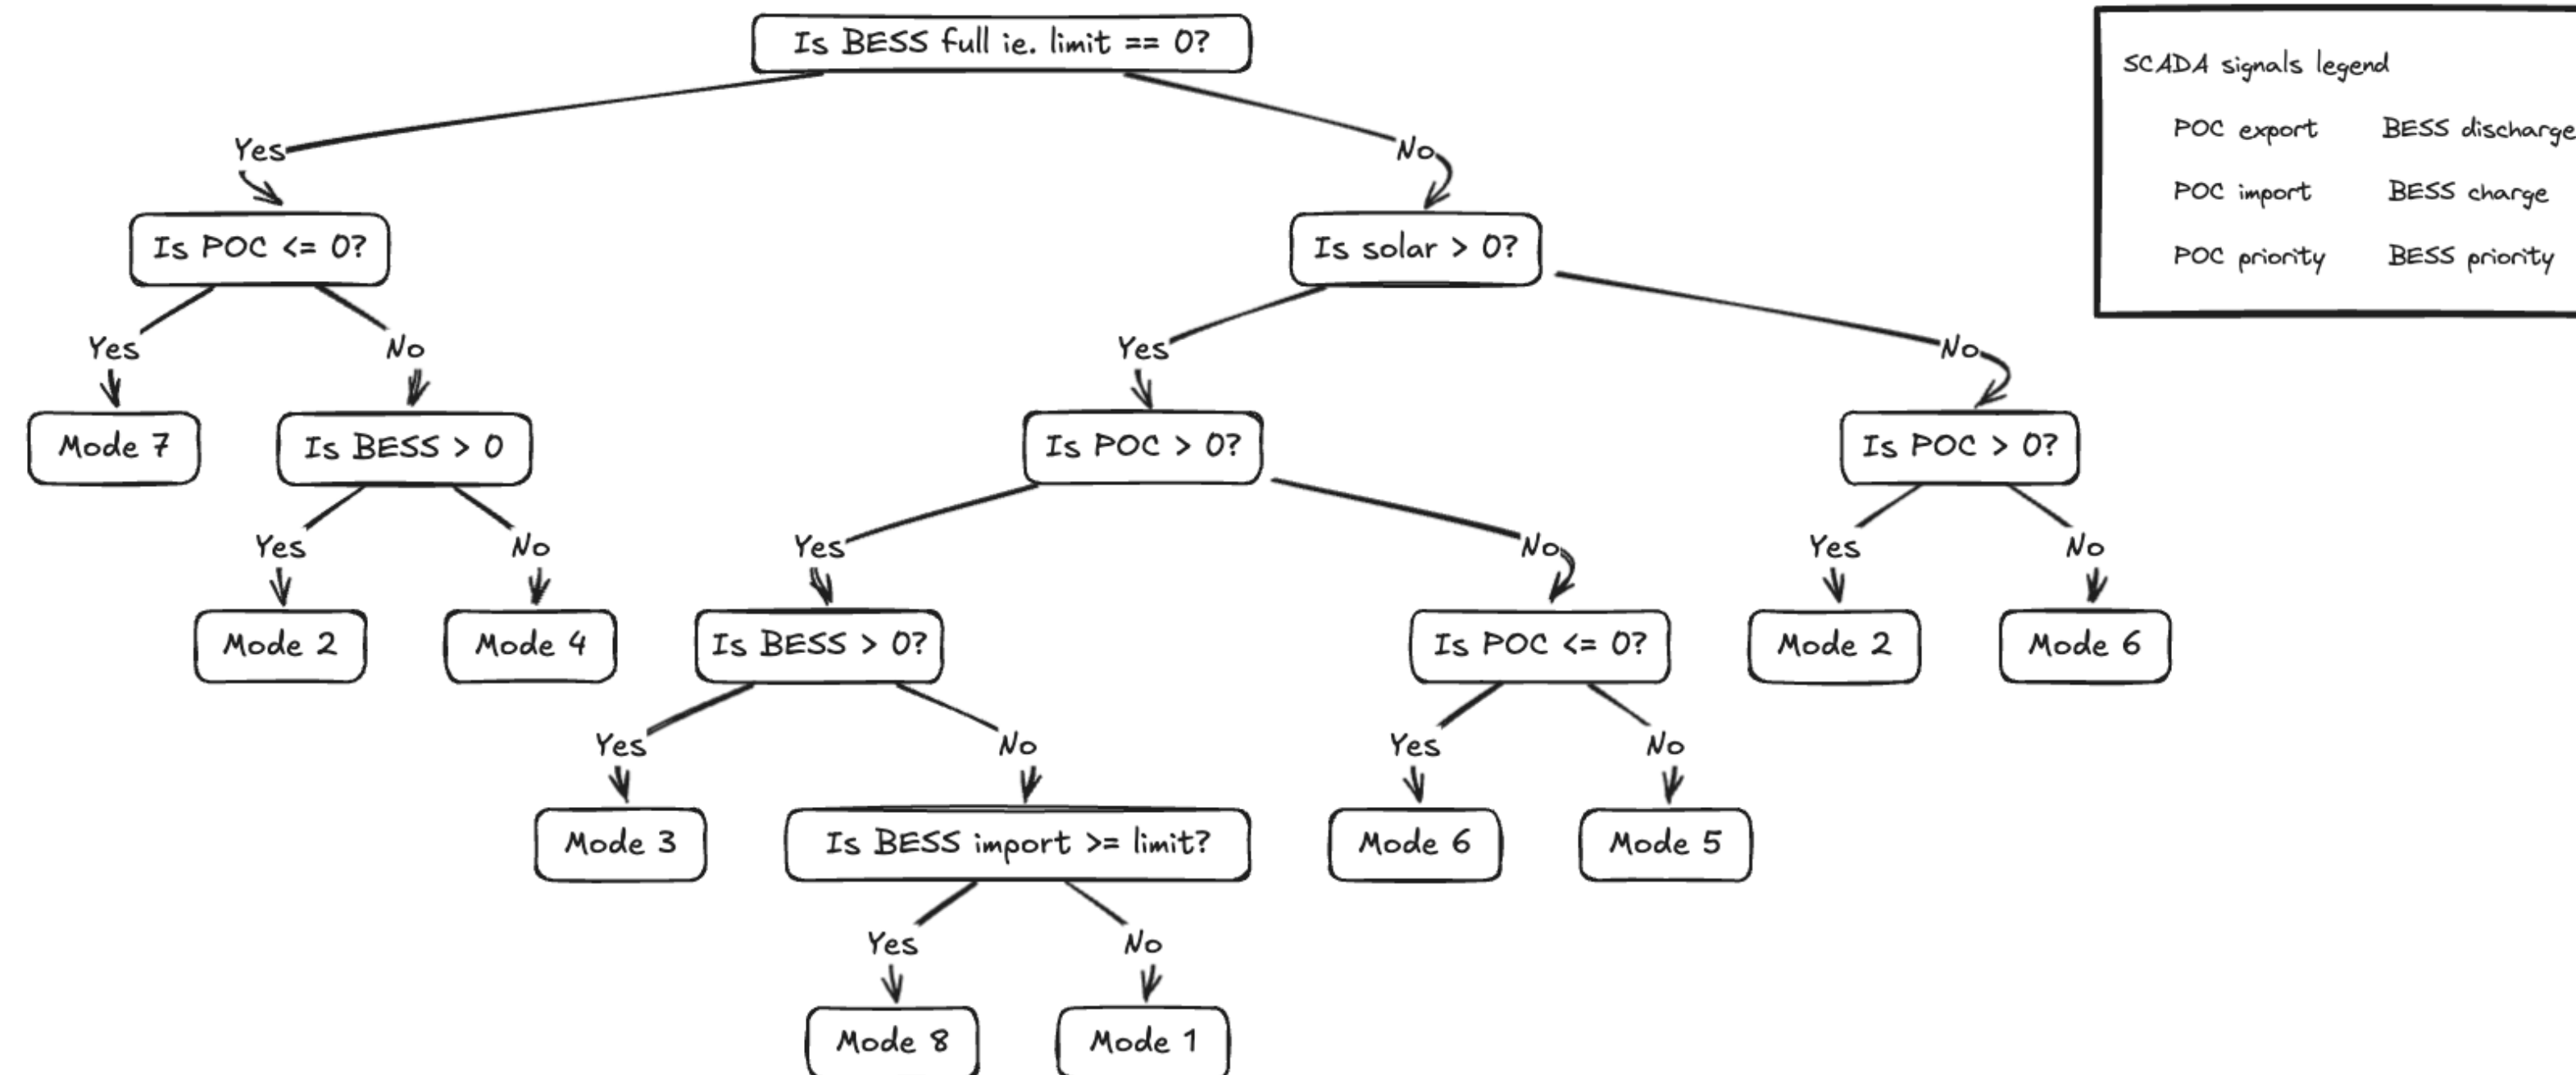 Is BESS full ie. limit == 0?
SCADA signals legend
POC export BESS discharge
POC import BESS charge
POC priority BESS priority
Yes No
Is POC <= 0? Is solar > 0?
Yes No Yes No
Mode 7 Is BESS > 0 Is POC > 0? Is POC > 0?
Yes No Yes No Yes No
Mode 2 Mode 4 Is BESS > 0? Is POC <= 0? Mode 2 Mode 6
Yes No Yes No
Mode 3 Is BESS import >= limit? Mode 6 Mode 5
Yes No
Mode 8 Mode 1